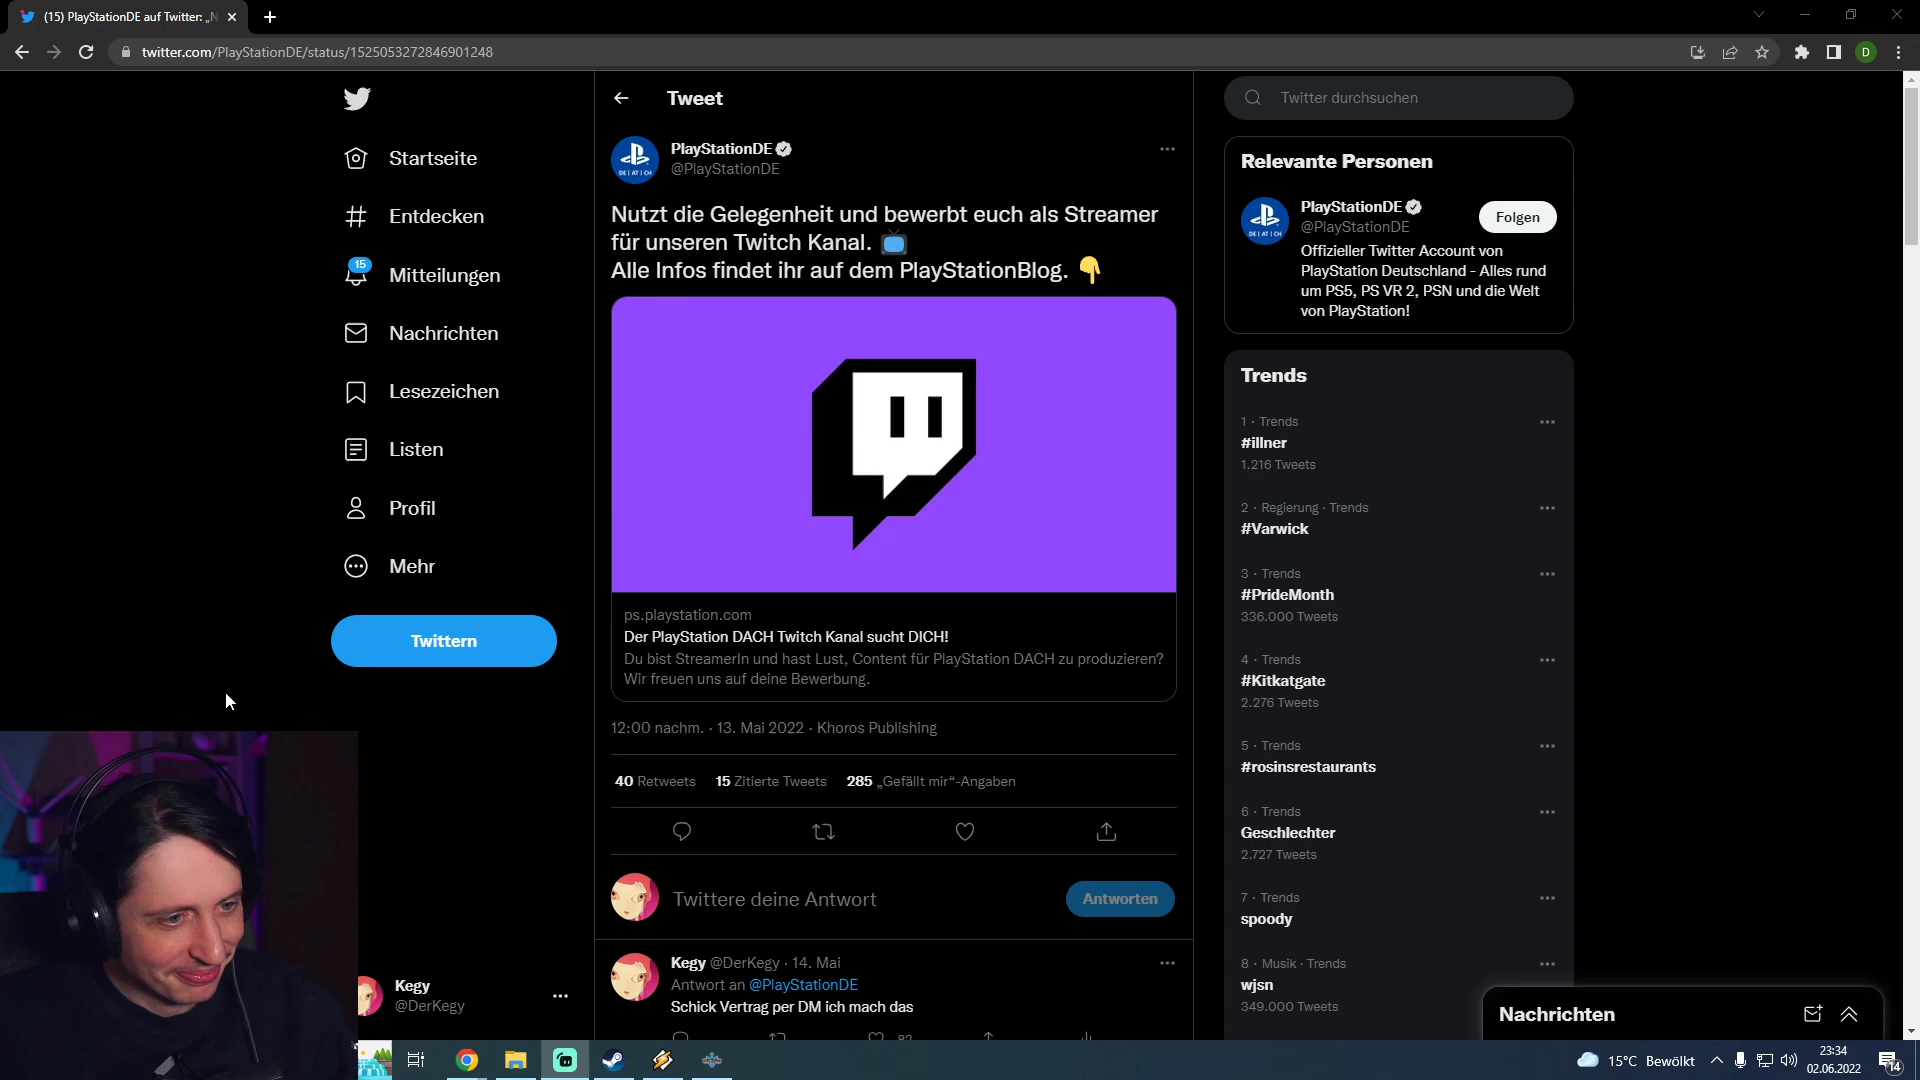 (15) PlayStationDE auf Twitter: „N
twitter.com/PlayStationDE/status/1525053272846901248
D
Startseite
Entdecken
15
Mitteilungen
Nachrichten
Lesezeichen
Listen
Profil
Mehr
Twittern
Kegy
@DerKegy
Tweet
PlayStationDE
@PlayStationDE
DE | AT | CH
Nutzt die Gelegenheit und bewerbt euch als Streamer
für unseren Twitch Kanal. 📺
Alle Infos findet ihr auf dem PlayStationBlog. 👇
ps.playstation.com
Der PlayStation DACH Twitch Kanal sucht DICH!
Du bist StreamerIn und hast Lust, Content für PlayStation DACH zu produzieren?
Wir freuen uns auf deine Bewerbung.
12:00 nachm. · 13. Mai 2022 · Khoros Publishing
40 Retweets 15 Zitierte Tweets 285 „Gefällt mir“-Angaben
Twittere deine Antwort
Antworten
Kegy @DerKegy · 14. Mai
Antwort an @PlayStationDE
Schick Vertrag per DM ich mach das
Twitter durchsuchen
Relevante Personen
PlayStationDE
@PlayStationDE
DE | AT | CH
Folgen
Offizieller Twitter Account von
PlayStation Deutschland - Alles rund
um PS5, PS VR 2, PSN und die Welt
von PlayStation!
Trends
1 · Trends
#illner
1.216 Tweets
2 · Regierung · Trends
#Varwick
3 · Trends
#PrideMonth
336.000 Tweets
4 · Trends
#Kitkatgate
2.276 Tweets
5 · Trends
#rosinsrestaurants
6 · Trends
Geschlechter
2.727 Tweets
7 · Trends
spoody
8 · Musik · Trends
wjsn
349.000 Tweets
Nachrichten
15°C Bewölkt
23:34
02.06.2022
14